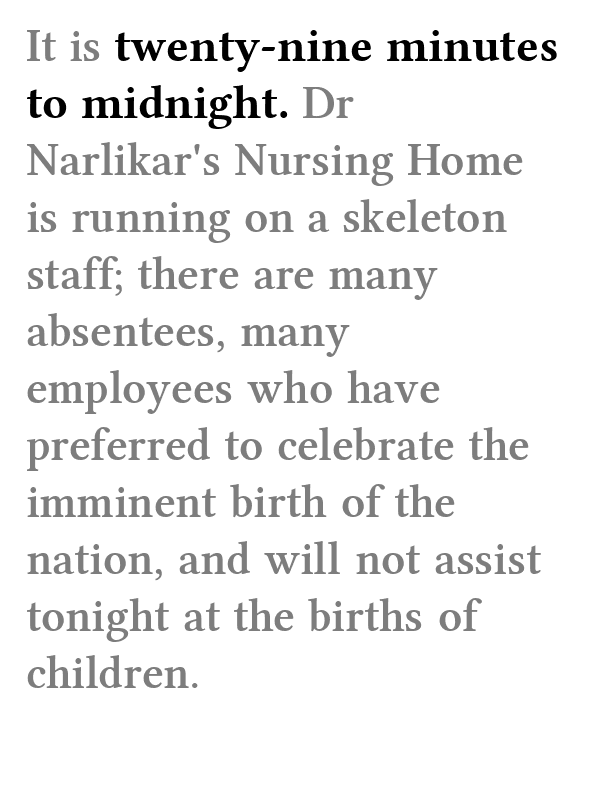 It is twenty-nine minutes
to midnight. Dr
Narlikar's Nursing Home
is running on a skeleton
staff; there are many
absentees, many
employees who have
preferred to celebrate the
imminent birth of the
nation, and will not assist
tonight at the births of
children.